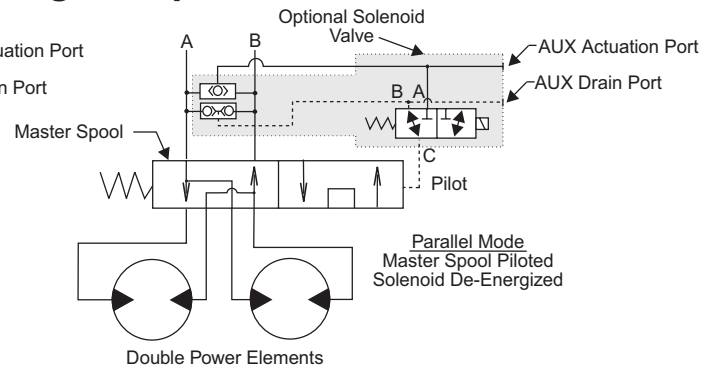 Optional Solenoid
Valve
uation Port
A B
AUX Actuation Port
n Port
AUX Drain Port
B A
Master Spool
C
Pilot
Parallel Mode
Master Spool Piloted
Solenoid De-Energized
Double Power Elements